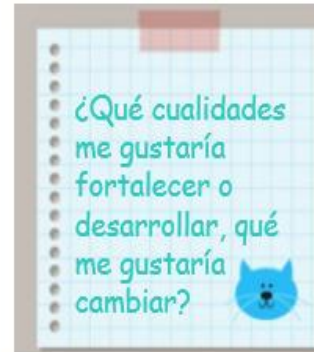 ¿Qué cualidades
me gustaría
fortalecer o
desarrollar, qué
me gustaría
cambiar?